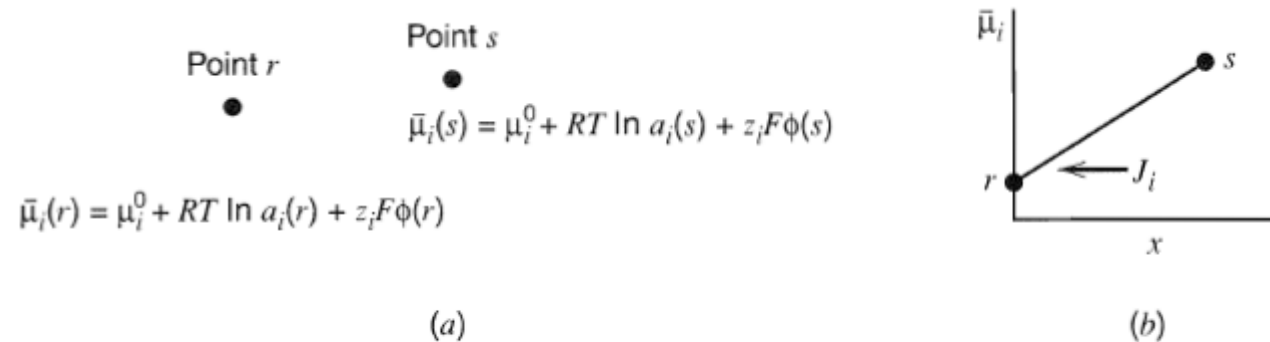 Point r
Point s
μ̄ᵢ(s) = μᵢ⁰ + RT ln aᵢ(s) + zᵢFϕ(s)
μ̄ᵢ(r) = μᵢ⁰ + RT ln aᵢ(r) + zᵢFϕ(r)
(a)
μ̄ᵢ
s
r
Jᵢ
x
(b)